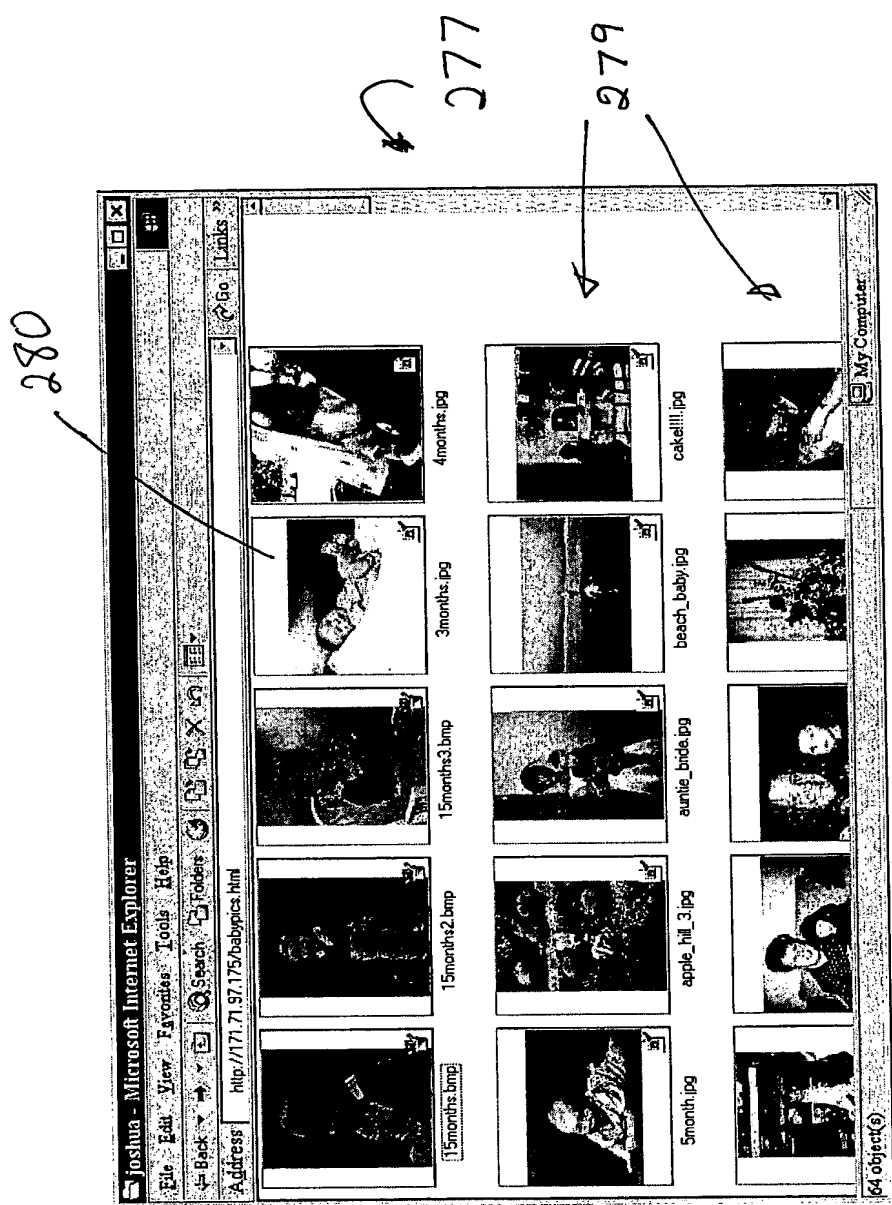 280
277
279
joshua - Microsoft Internet Explorer
File Edit View Favorites Tools Help
Back Search Folders
Address http://171.71.97.175/babypics.html Go Links »
15months.bmp 15months2.bmp 15months3.bmp 3months.jpg 4months.jpg
5month.jpg apple_hill_3.jpg auntie_brida.jpg beach_baby.jpg cake!!!!.jpg
64 object(s) My Computer